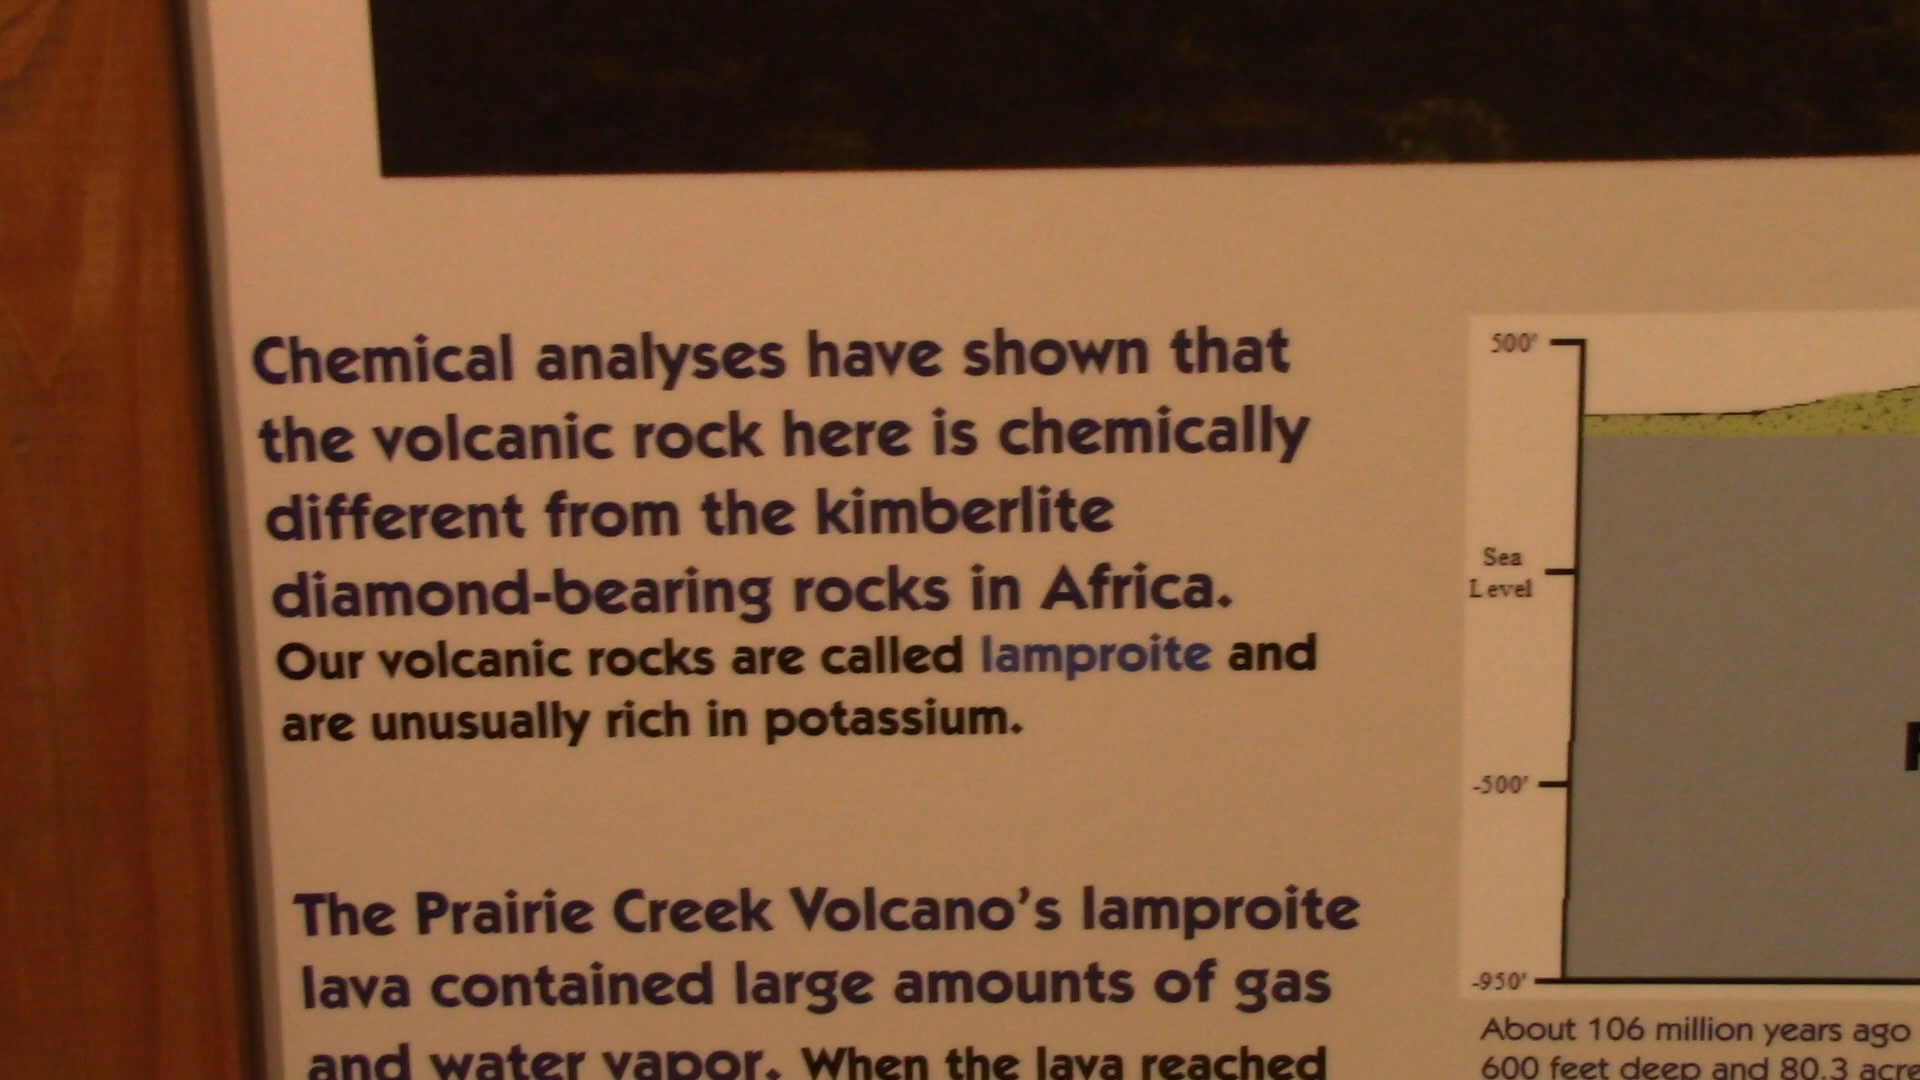 Chemical analyses have shown that
the volcanic rock here is chemically
different from the kimberlite
diamond-bearing rocks in Africa.
Our volcanic rocks are called lamproite and
are unusually rich in potassium.
The Prairie Creek Volcano's lamproite
lava contained large amounts of gas
and water vapor. When the lava reached
500'
Sea
Level
-500'
-950'
About 106 million years ago
600 feet deep and 80.3 acre